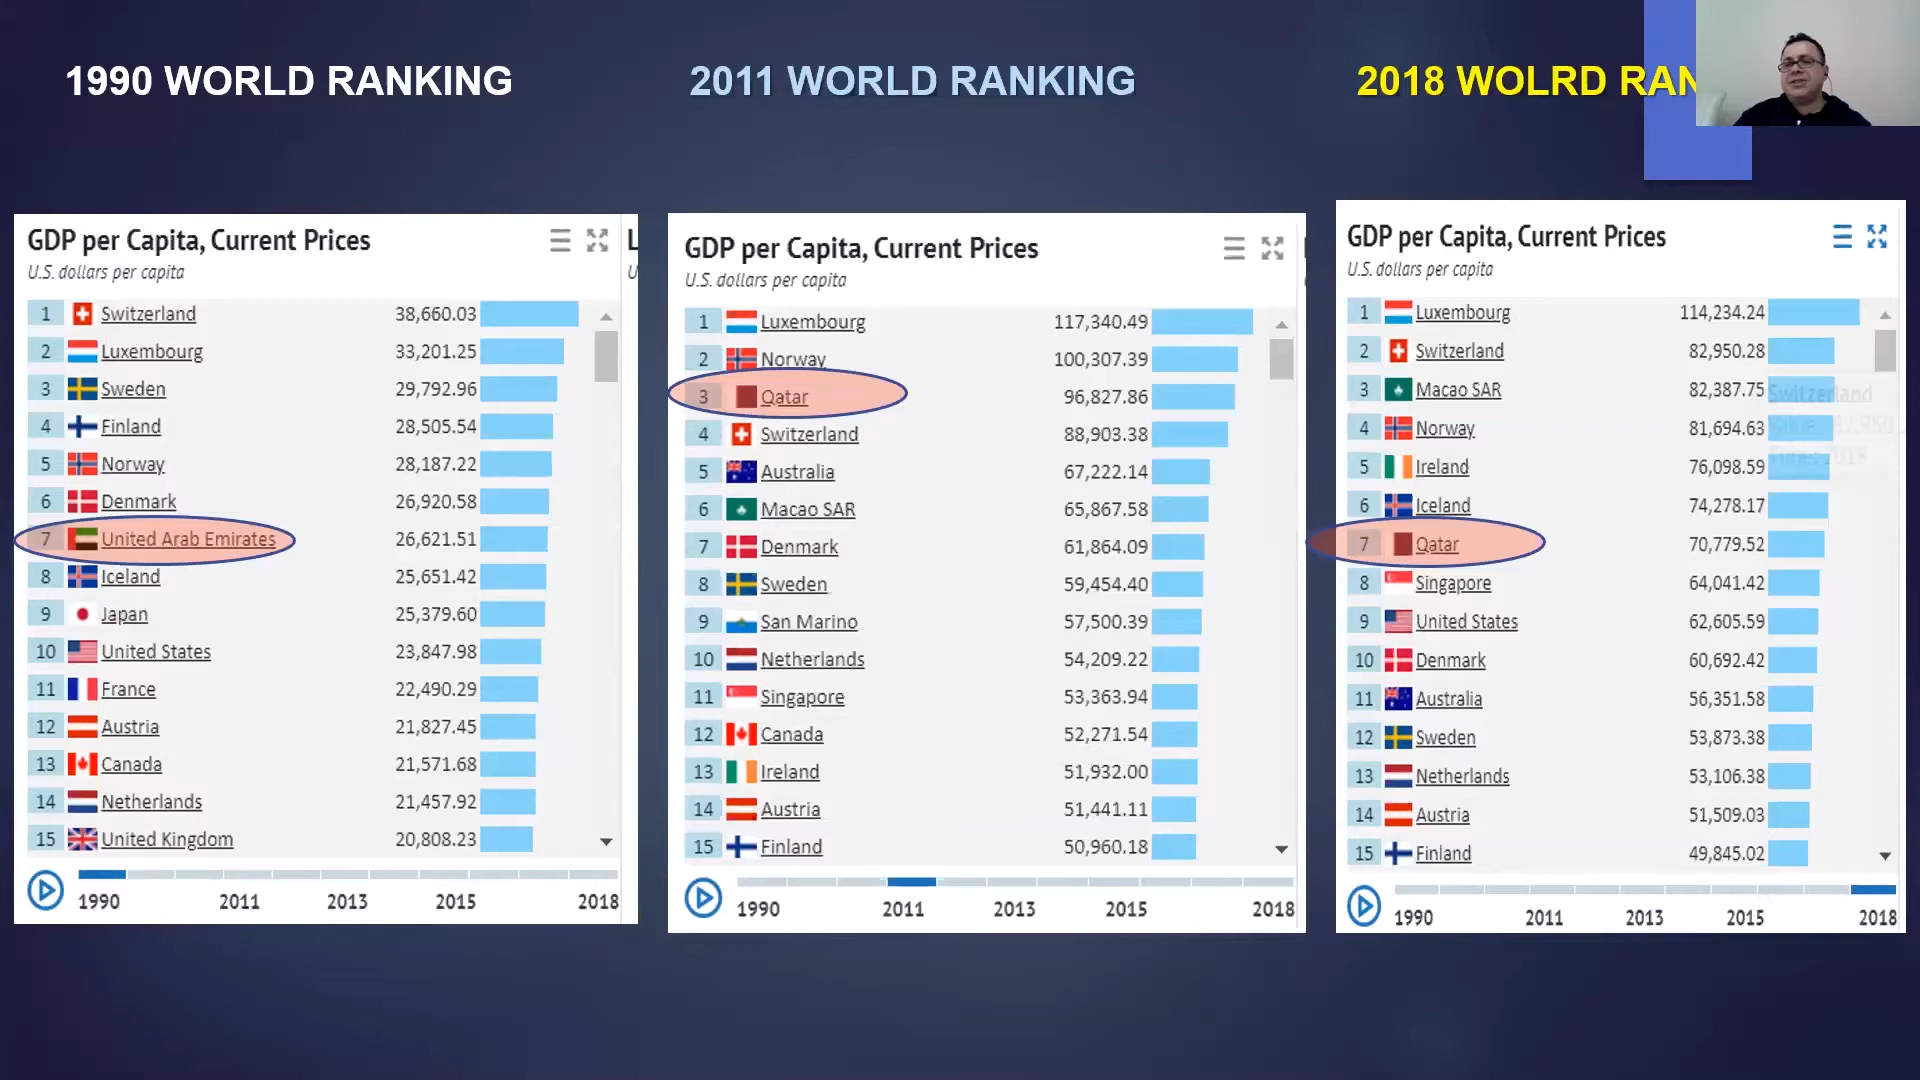 1990 WORLD RANKING
2011 WORLD RANKING
2018 WOLRD RAN
GDP per Capita, Current Prices
U.S. dollars per capita
1 Switzerland 38,660.03
2 Luxembourg 33,201.25
3 Sweden 29,792.96
4 Finland 28,505.54
5 Norway 28,187.22
6 Denmark 26,920.58
7 United Arab Emirates 26,621.51
8 Iceland 25,651.42
9 Japan 25,379.60
10 United States 23,847.98
11 France 22,490.29
12 Austria 21,827.45
13 Canada 21,571.68
14 Netherlands 21,457.92
15 United Kingdom 20,808.23
1990 2011 2013 2015 2018
L
U
GDP per Capita, Current Prices
U.S. dollars per capita
1 Luxembourg 117,340.49
2 Norway 100,307.39
3 Qatar 96,827.86
4 Switzerland 88,903.38
5 Australia 67,222.14
6 Macao SAR 65,867.58
7 Denmark 61,864.09
8 Sweden 59,454.40
9 San Marino 57,500.39
10 Netherlands 54,209.22
11 Singapore 53,363.94
12 Canada 52,271.54
13 Ireland 51,932.00
14 Austria 51,441.11
15 Finland 50,960.18
1990 2011 2013 2015 2018
GDP per Capita, Current Prices
U.S. dollars per capita
1 Luxembourg 114,234.24
2 Switzerland 82,950.28
3 Macao SAR 82,387.75
4 Norway 81,694.63
5 Ireland 76,098.59
6 Iceland 74,278.17
7 Qatar 70,779.52
8 Singapore 64,041.42
9 United States 62,605.59
10 Denmark 60,692.42
11 Australia 56,351.58
12 Sweden 53,873.38
13 Netherlands 53,106.38
14 Austria 51,509.03
15 Finland 49,845.02
1990 2011 2013 2015 2018
Switzerland